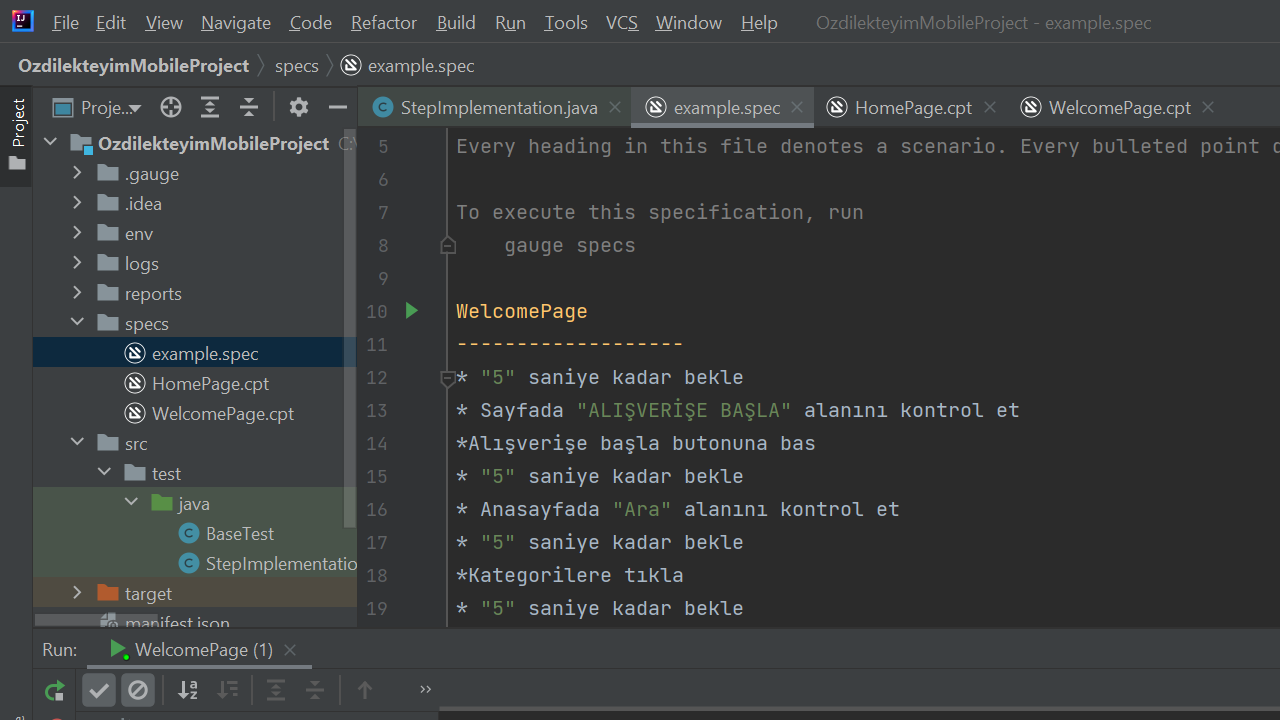 File Edit View Navigate Code Refactor Build Run Tools VCS Window Help OzdilekteyimMobileProject - example.spec
OzdilekteyimMobileProject specs example.spec
Project
Proje...
StepImplementation.java example.spec HomePage.cpt WelcomePage.cpt
OzdilekteyimMobileProject
.gauge
.idea
env
logs
reports
specs
example.spec
HomePage.cpt
WelcomePage.cpt
src
test
java
BaseTest
StepImplementatio
target
manifest.json
5 Every heading in this file denotes a scenario. Every bulleted point
6
7 To execute this specification, run
8 gauge specs
9
10 WelcomePage
11 -------------------
12 * "5" saniye kadar bekle
13 * Sayfada "ALIŞVERİŞE BAŞLA" alanını kontrol et
14 *Alışverişe başla butonuna bas
15 * "5" saniye kadar bekle
16 * Anasayfada "Ara" alanını kontrol et
17 * "5" saniye kadar bekle
18 *Kategorilere tıkla
19 * "5" saniye kadar bekle
Run: WelcomePage (1)